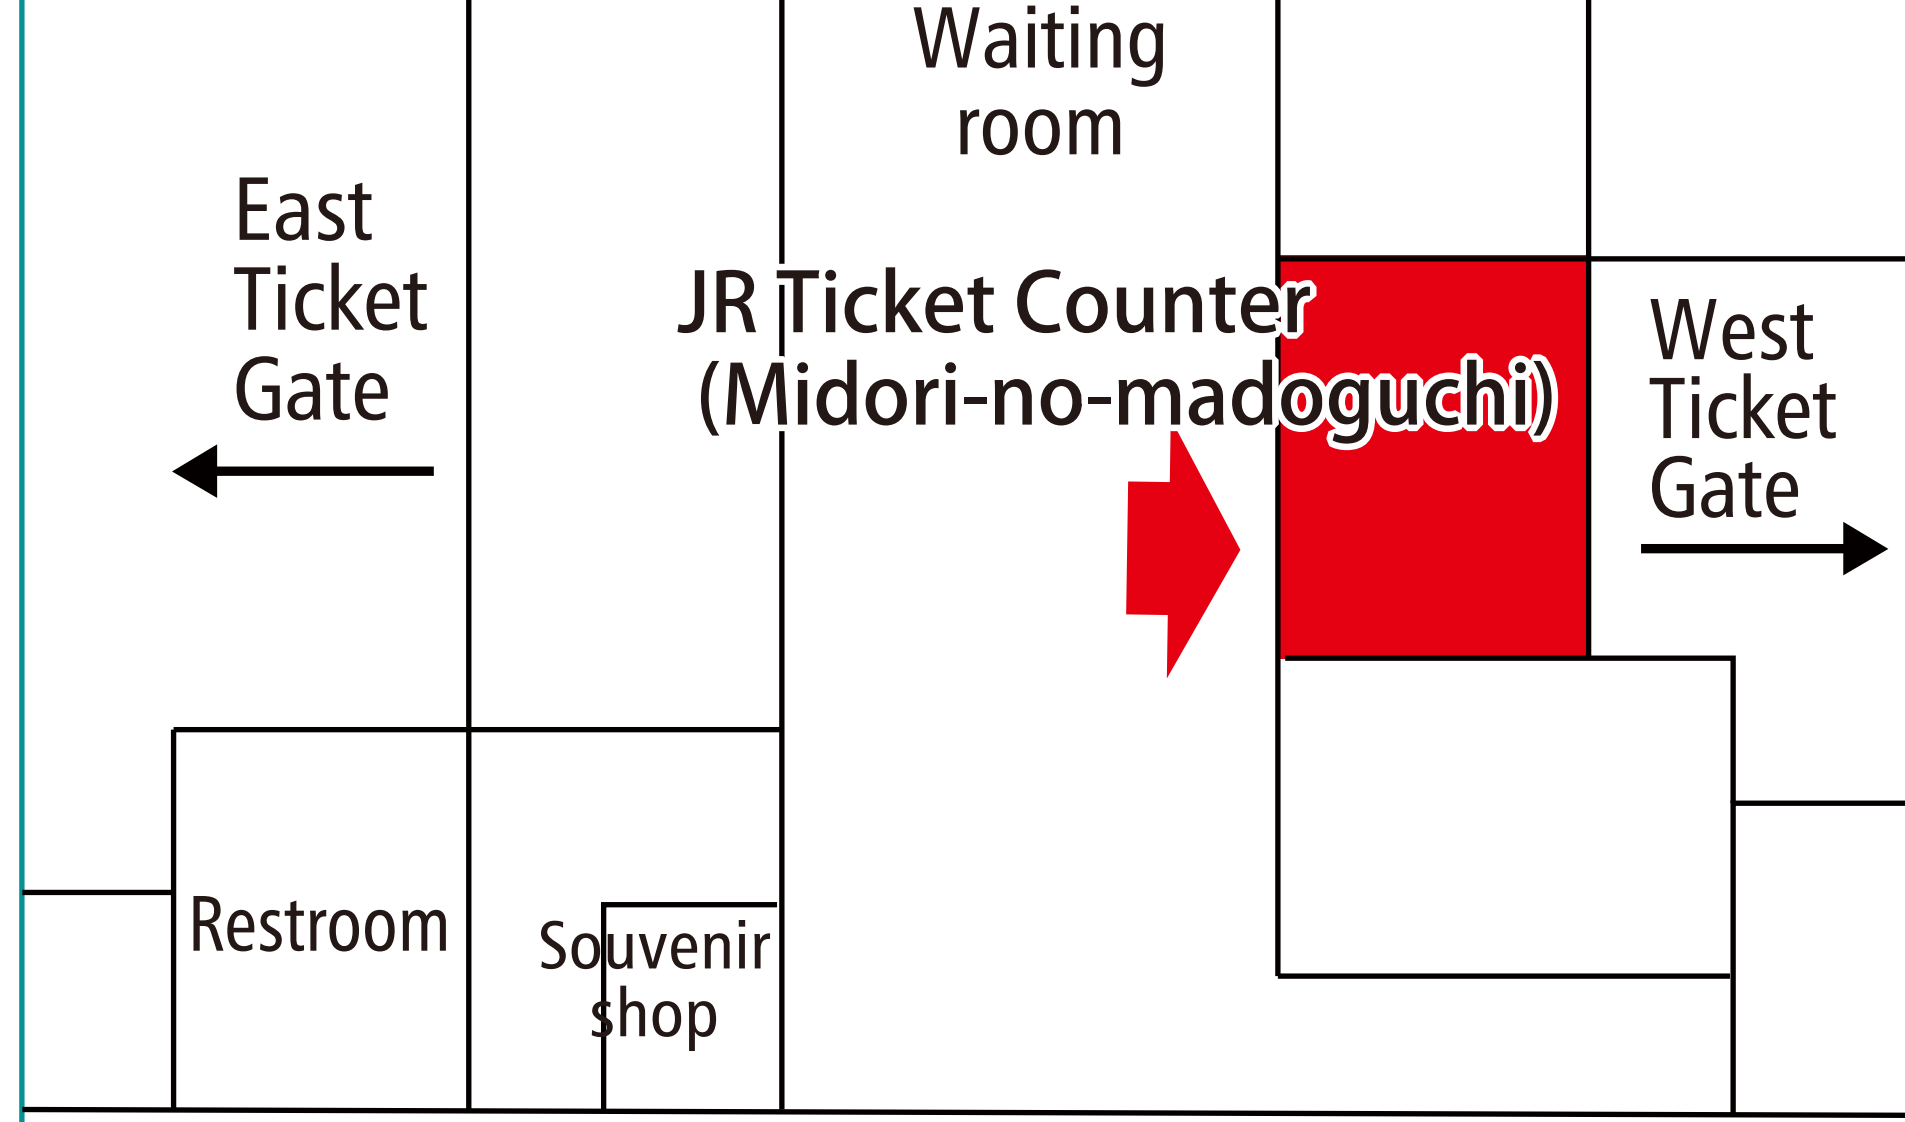 Waiting
room
East
Ticket
Gate
JR Ticket Counter
(Midori-no-madoguchi)
West
Ticket
Gate
Restroom
Souvenir
shop